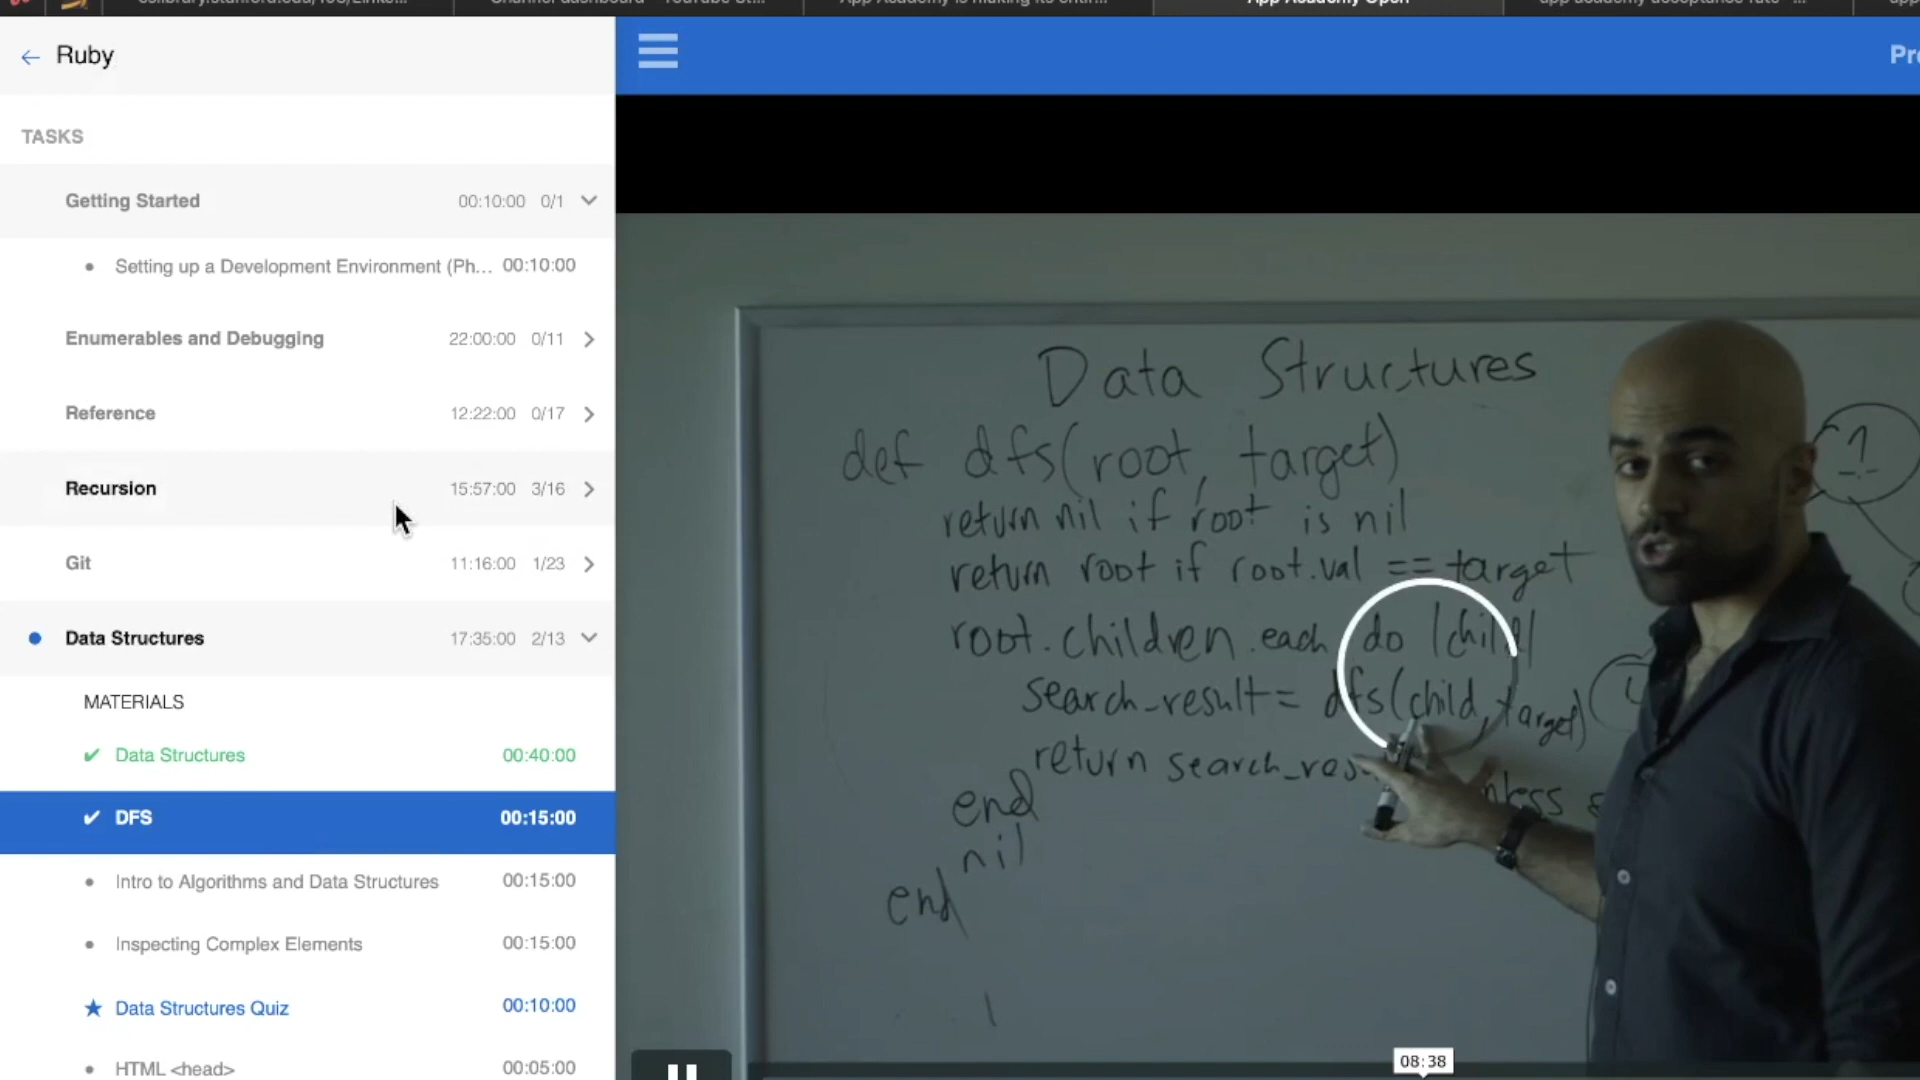 App Academy Open
Ruby
Pr
TASKS
Getting Started 00:10:00 0/1
Setting up a Development Environment (Ph... 00:10:00
Enumerables and Debugging 22:00:00 0/11
Reference 12:22:00 0/17
Recursion 15:57:00 3/16
Git 11:16:00 1/23
Data Structures 17:35:00 2/13
MATERIALS
Data Structures 00:40:00
DFS 00:15:00
Intro to Algorithms and Data Structures 00:15:00
Inspecting Complex Elements 00:15:00
Data Structures Quiz 00:10:00
HTML <head> 00:05:00
Data Structures
def dfs(root, target)
return nil if root is nil
return root if root.val == target
root.children.each do |child|
search_result = dfs(child, target)
return search_res
end
nil
end
1
08:38